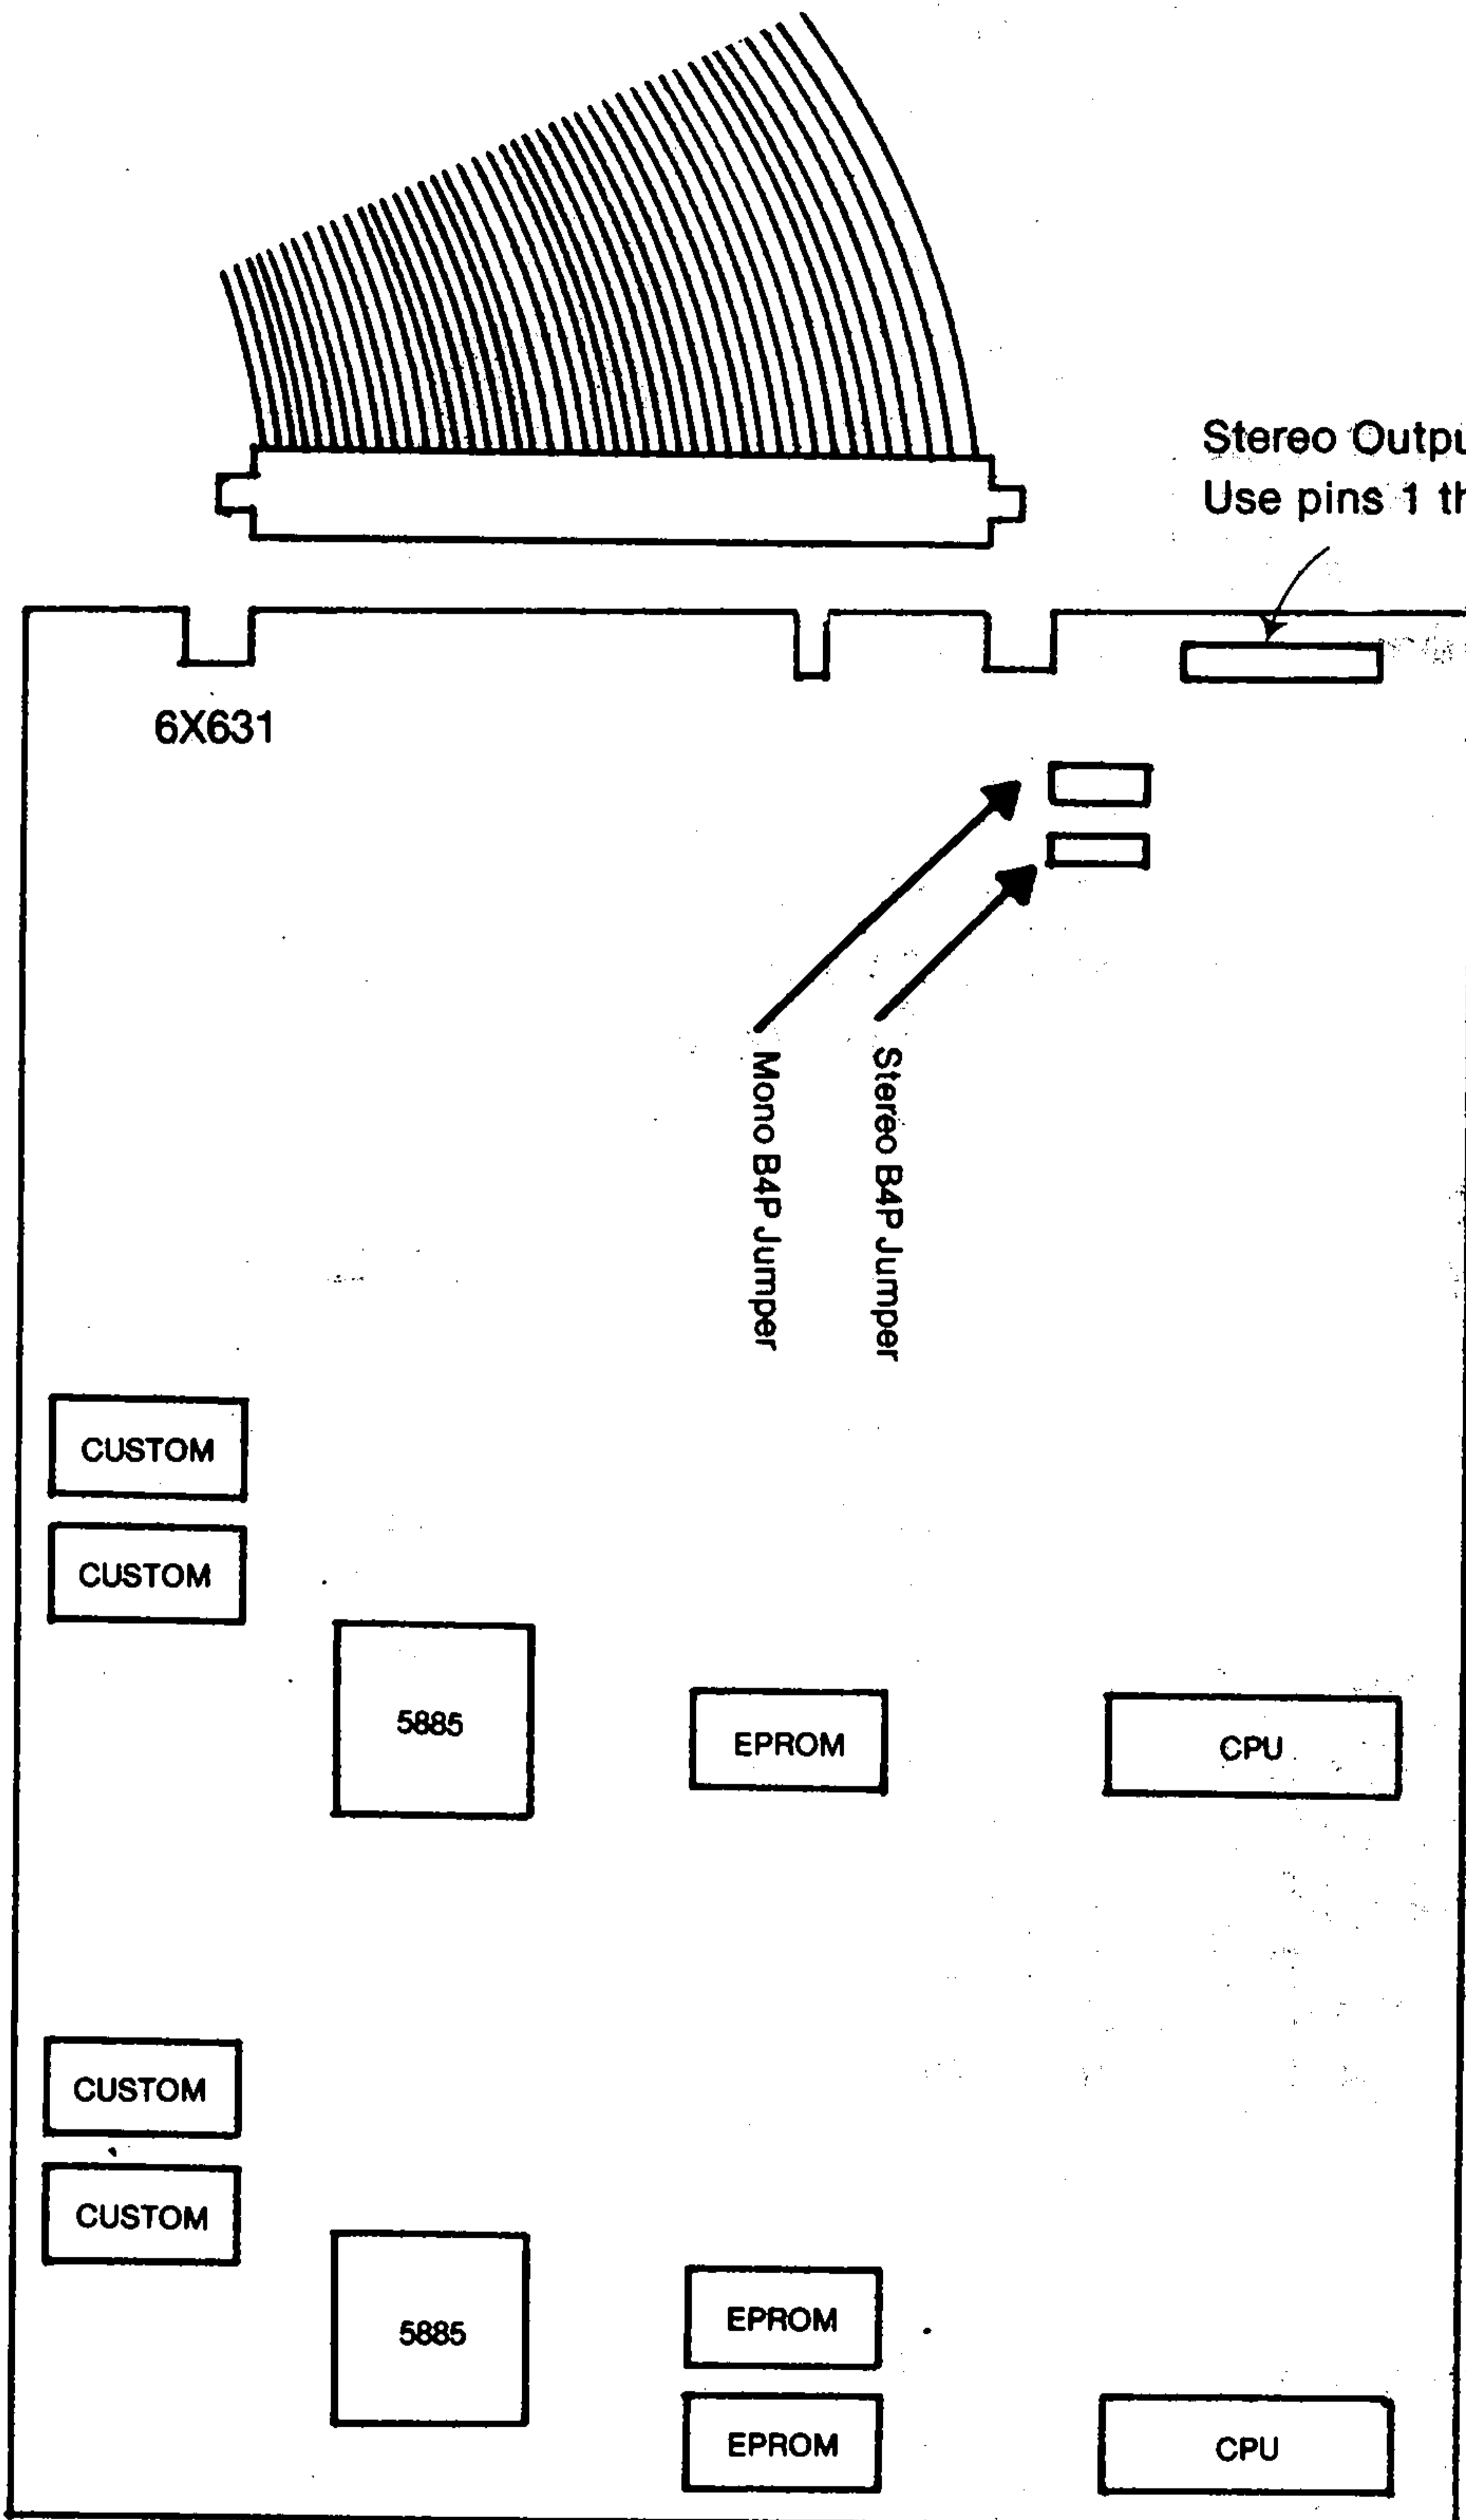 Stereo Outpu
Use pins 1 th
6X631
Mono B4P Jumper
Stereo B4P Jumper
CUSTOM
CUSTOM
5885
EPROM
CPU
CUSTOM
CUSTOM
5885
EPROM
EPROM
CPU